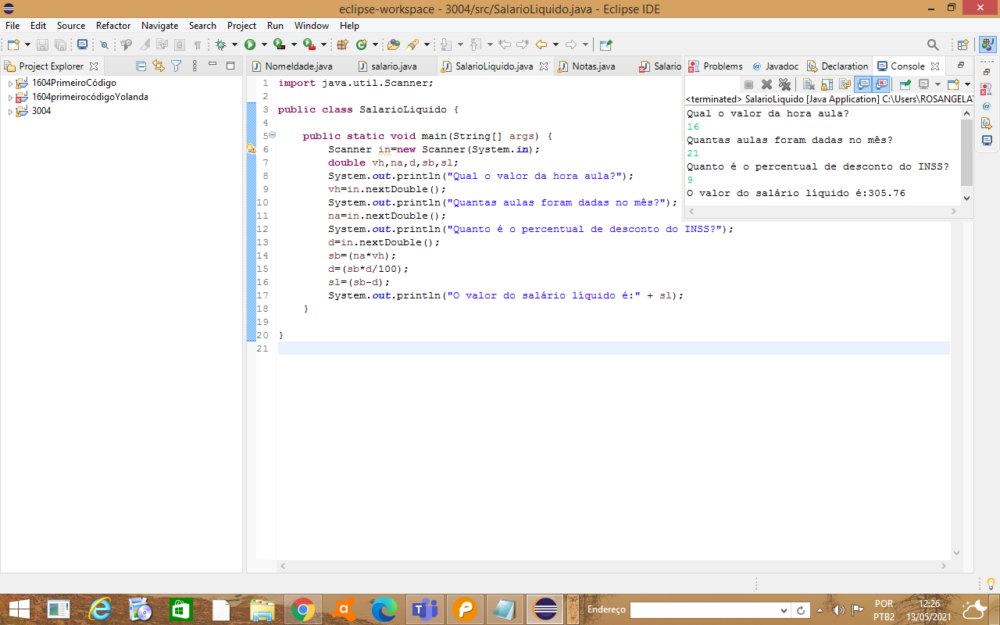 eclipse-workspace - 3004/src/SalarioLiquido.java - Eclipse IDE
File Edit Source Refactor Navigate Search Project Run Window Help
Project Explorer
1604PrimeiroCódigo
1604primeirocódigoYolanda
3004
NomeIdade.java salario.java SalarioLiquido.java Notas.java Salario
1 import java.util.Scanner;
2
3 public class SalarioLiquido {
4
5 public static void main(String[] args) {
6 Scanner in=new Scanner(System.in);
7 double vh,na,d,sb,sl;
8 System.out.println("Qual o valor da hora aula?");
9 vh=in.nextDouble();
10 System.out.println("Quantas aulas foram dadas no mês?");
11 na=in.nextDouble();
12 System.out.println("Quanto é o percentual de desconto do INSS?");
13 d=in.nextDouble();
14 sb=(na*vh);
15 d=(sb*d/100);
16 sl=(sb-d);
17 System.out.println("O valor do salário líquido é:" + sl);
18 }
19
20 }
21
Problems Javadoc Declaration Console
<terminated> SalarioLiquido [Java Application] C:\Users\ROSANGELA\
Qual o valor da hora aula?
16
Quantas aulas foram dadas no mês?
21
Quanto é o percentual de desconto do INSS?
9
O valor do salário líquido é:305.76
Endereço
POR
PTB2
12:26
13/05/2021